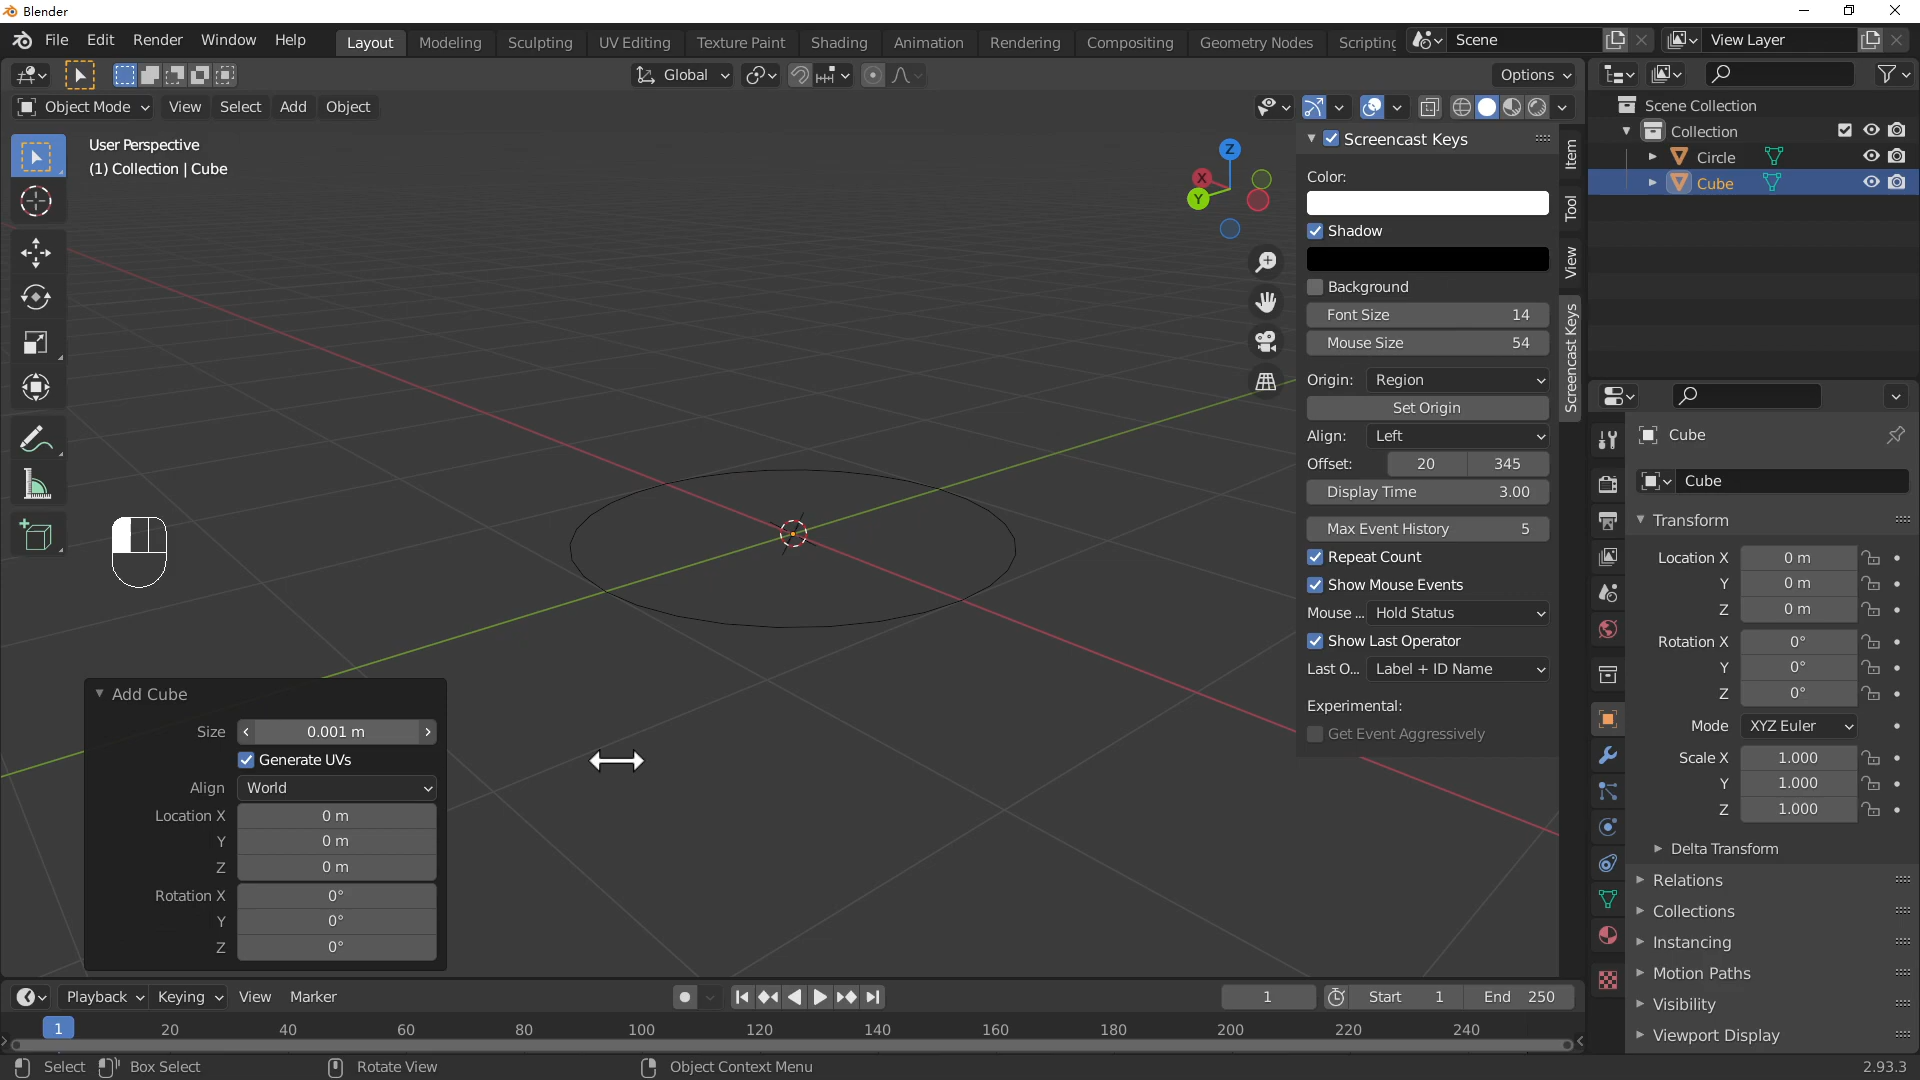 Blender
File Edit Render Window Help Layout Modeling Sculpting UV Editing Texture Paint Shading Animation Rendering Compositing Geometry Nodes Scripting Scene View Layer
Global Options
Object Mode View Select Add Object
User Perspective
(1) Collection | Cube
Z
X
Y
Screencast Keys
Color:
Shadow
Background
Font Size 14
Mouse Size 54
Origin: Region
Set Origin
Align: Left
Offset: 20 345
Display Time 3.00
Max Event History 5
Repeat Count
Show Mouse Events
Mouse ... Hold Status
Show Last Operator
Last O... Label + ID Name
Experimental:
Get Event Aggressively
Item
Tool
View
Screencast Keys
Scene Collection
Collection
Circle
Cube
Cube
Cube
Transform
Location X 0 m
Y 0 m
Z 0 m
Rotation X 0°
Y 0°
Z 0°
Mode XYZ Euler
Scale X 1.000
Y 1.000
Z 1.000
Delta Transform
Relations
Collections
Instancing
Motion Paths
Visibility
Viewport Display
Add Cube
Size 0.001 m
Generate UVs
Align World
Location X 0 m
Y 0 m
Z 0 m
Rotation X 0°
Y 0°
Z 0°
Playback Keying View Marker 1 Start 1 End 250
1 20 40 60 80 100 120 140 160 180 200 220 240
Select Box Select Rotate View Object Context Menu 2.93.3